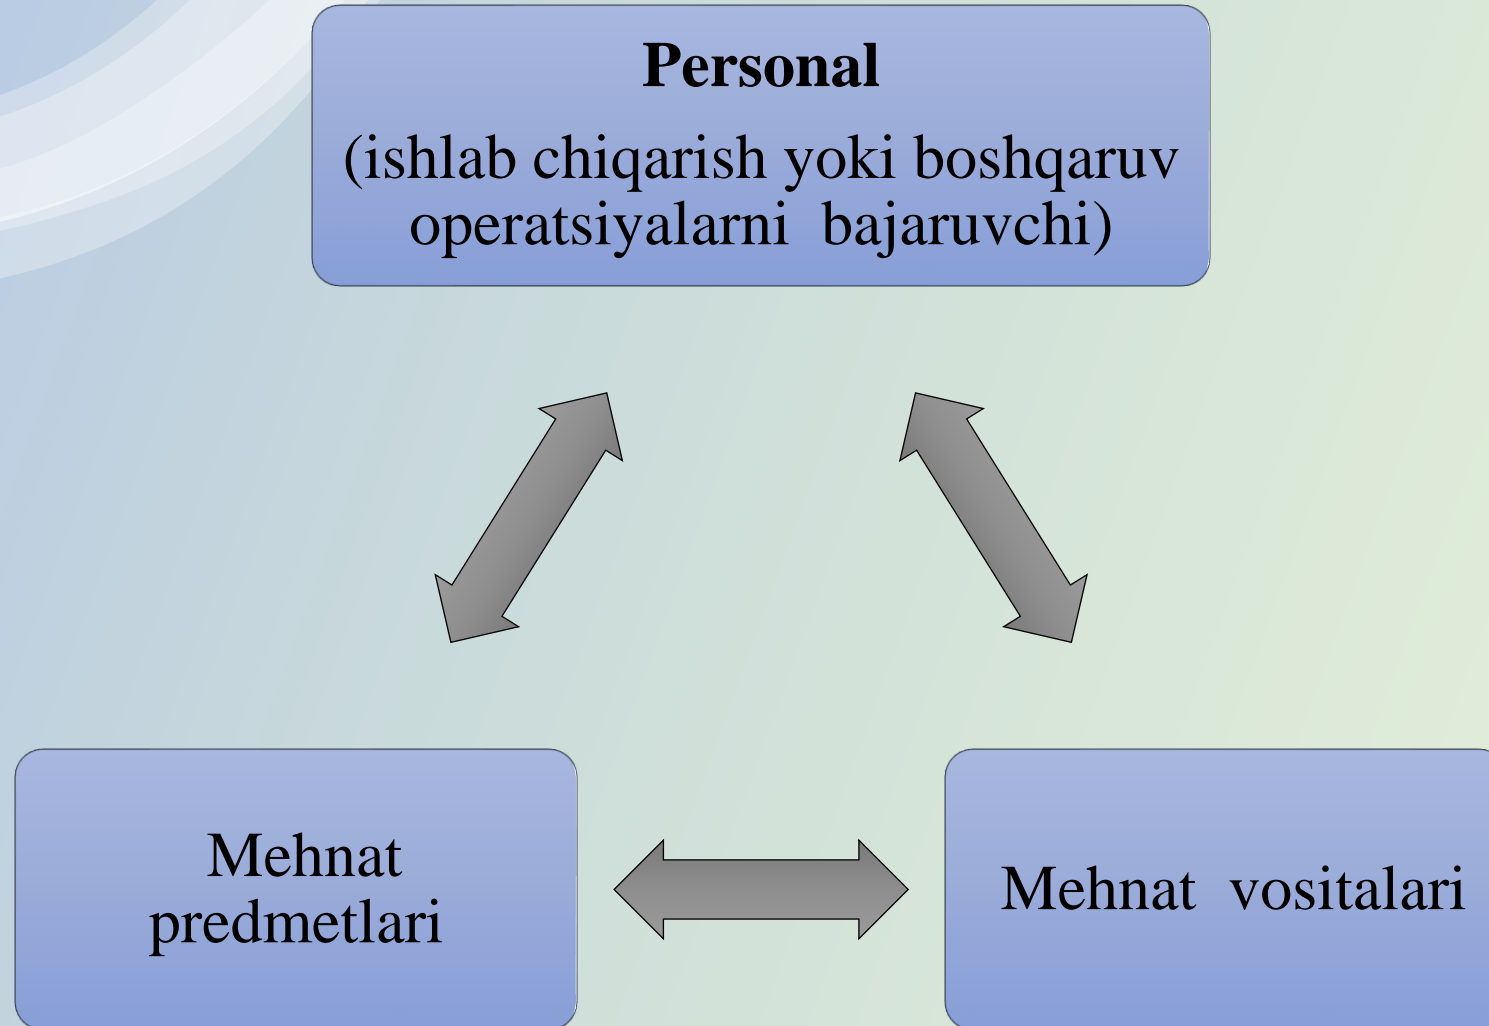 Personal
(ishlab chiqarish yoki boshqaruv
operatsiyalarni bajaruvchi)
Mehnat
predmetlari
Mehnat vositalari